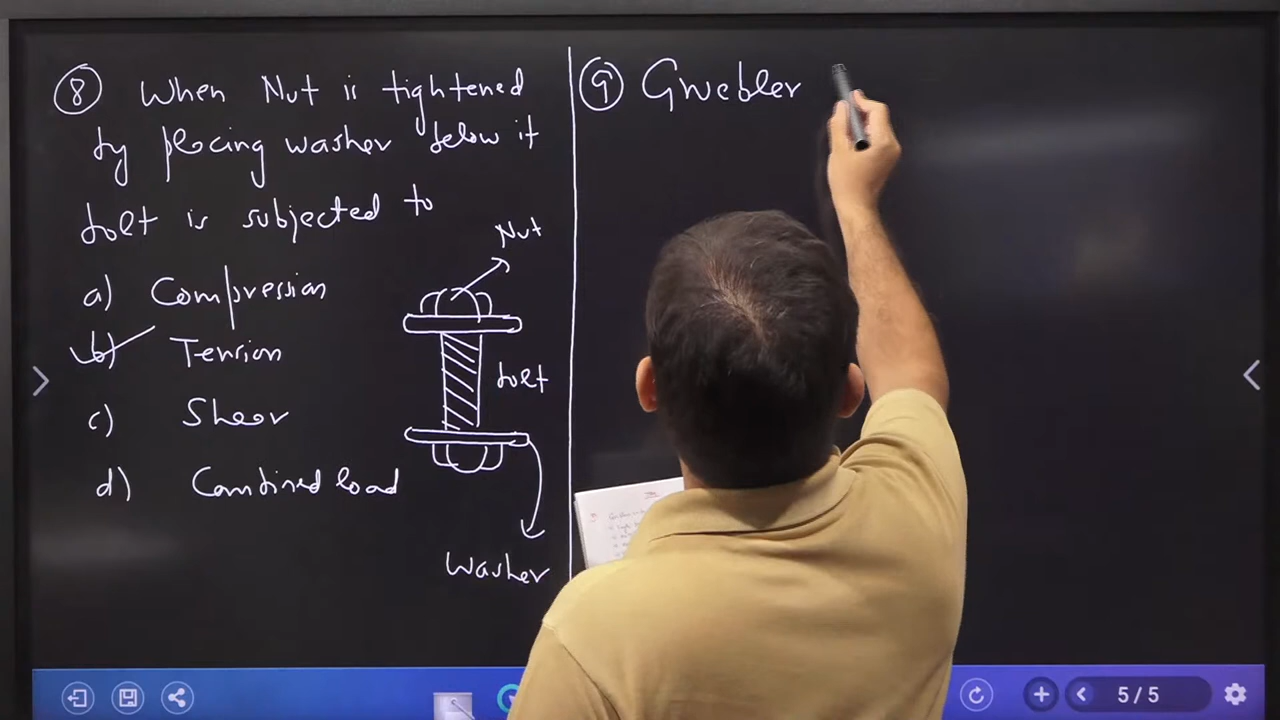 8 When Nut is tightened
by placing washer below it
bolt is subjected to
a) Compression
b) Tension
c) Shear
d) Combined load
Nut
bolt
Washer
9 Gwebler
5/5